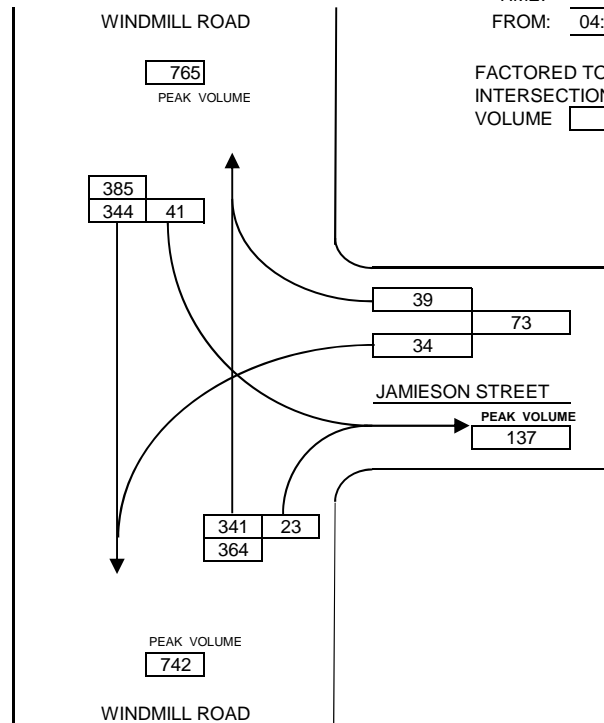 WINDMILL ROAD
FROM: 04:
765
PEAK VOLUME
FACTORED TO
INTERSECTION
VOLUME
385
344 41
39
73
34
JAMIESON STREET
PEAK VOLUME
137
341 23
364
PEAK VOLUME
742
WINDMILL ROAD